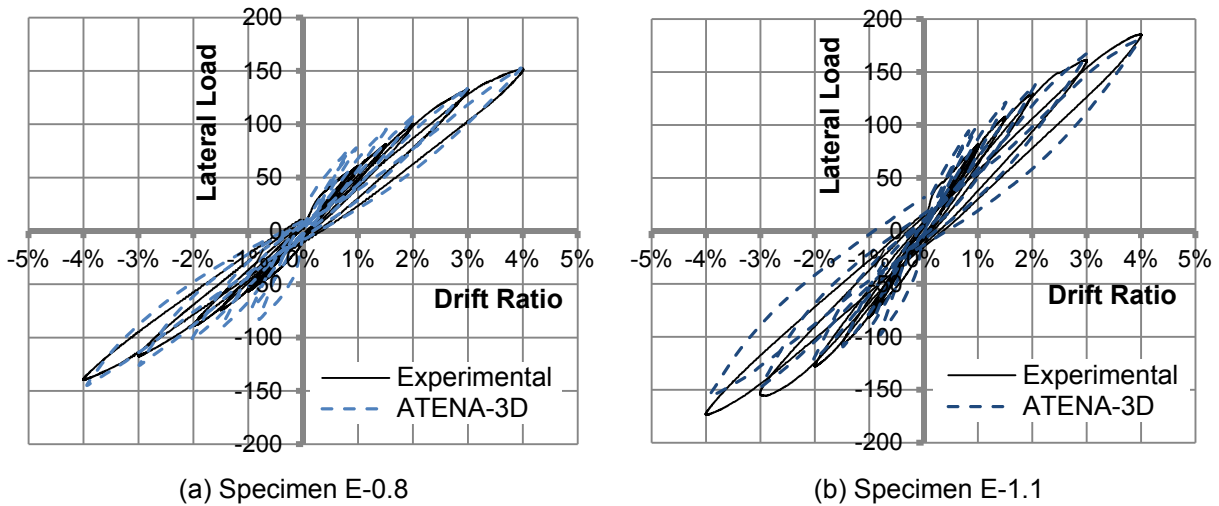 200
150
100
50
0
-50
-100
-150
-200
-5% -4% -3% -2% -1% 0% 1% 2% 3% 4% 5%
Lateral Load
Drift Ratio
Experimental
ATENA-3D
(a) Specimen E-0.8
200
150
100
50
0
-50
-100
-150
-200
-5% -4% -3% -2% -1% 0% 1% 2% 3% 4% 5%
Lateral Load
Drift Ratio
Experimental
ATENA-3D
(b) Specimen E-1.1